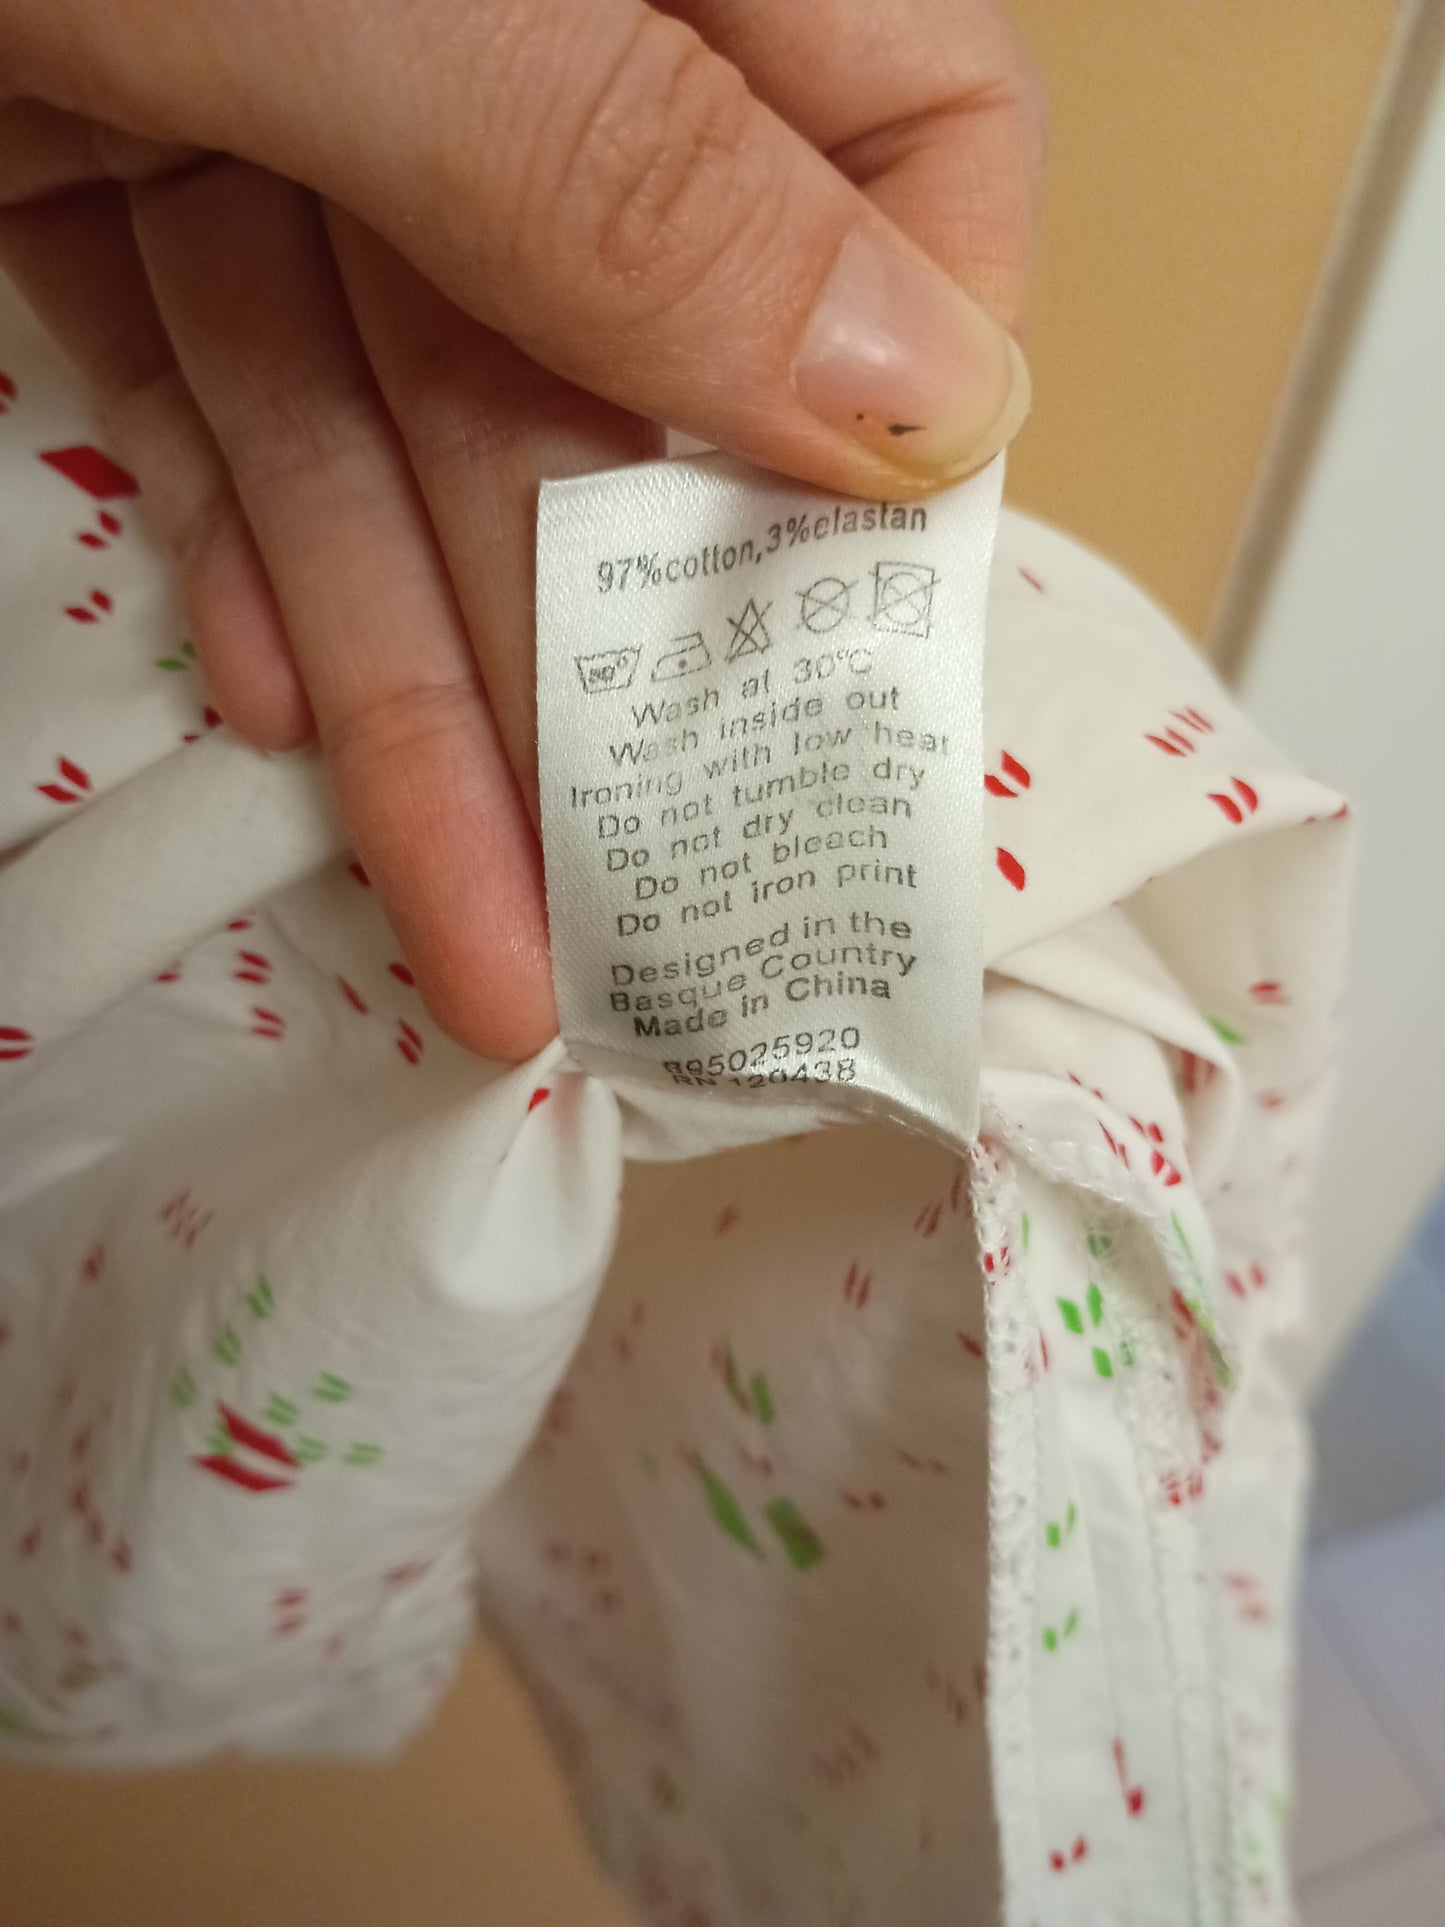 97%cotton,3%elastan
30°
Wash at 30°C
Wash inside out
Ironing with low heat
Do not tumble dry
Do not dry clean
Do not bleach
Do not iron print
Designed in the
Basque Country
Made in China
895025920
RN 120438